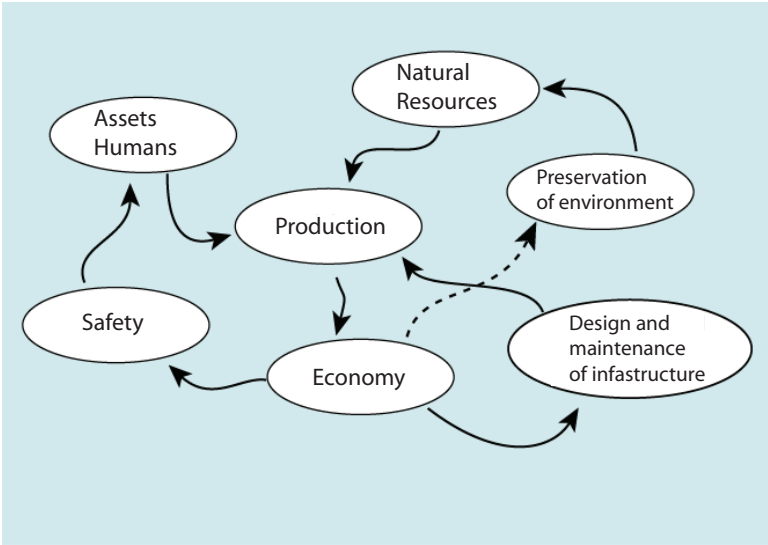 Natural
Resources
Assets
Humans
Preservation
of environment
Production
Safety
Design and
maintenance
of infastructure
Economy